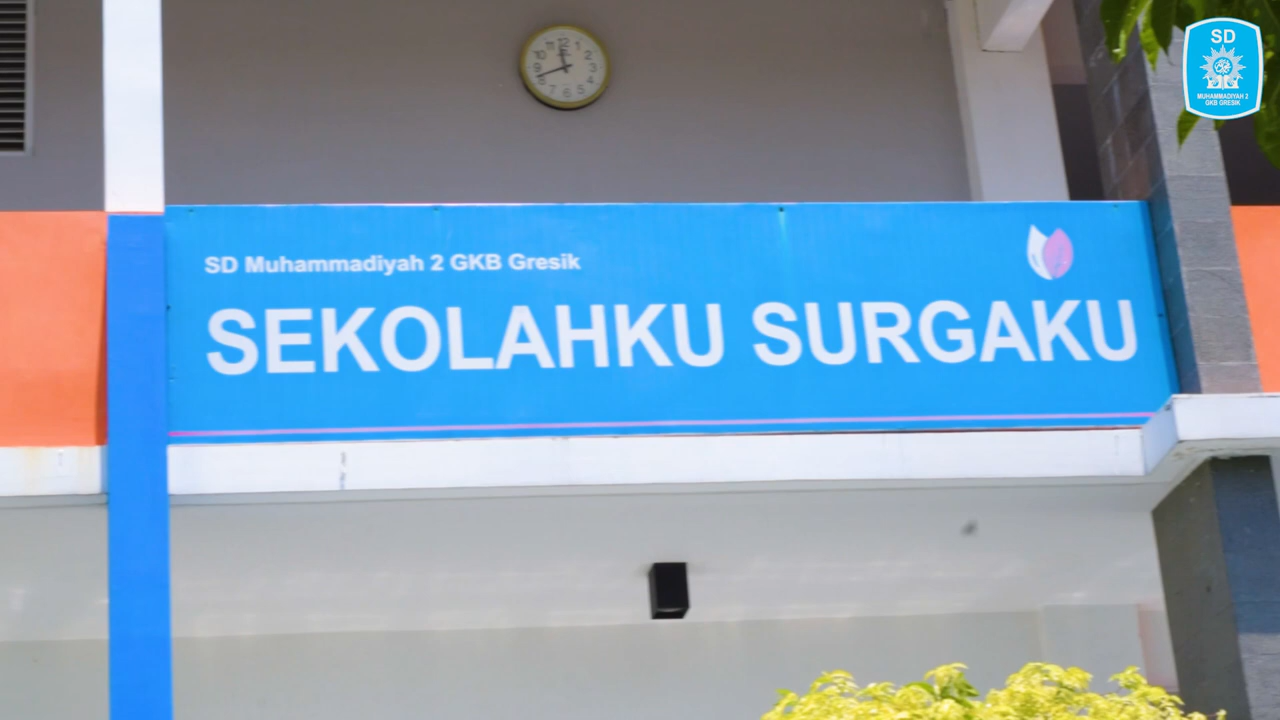 SD
MUHAMMADIYAH 2
GKB GRESIK
SD Muhammadiyah 2 GKB Gresik
SEKOLAHKU SURGAKU